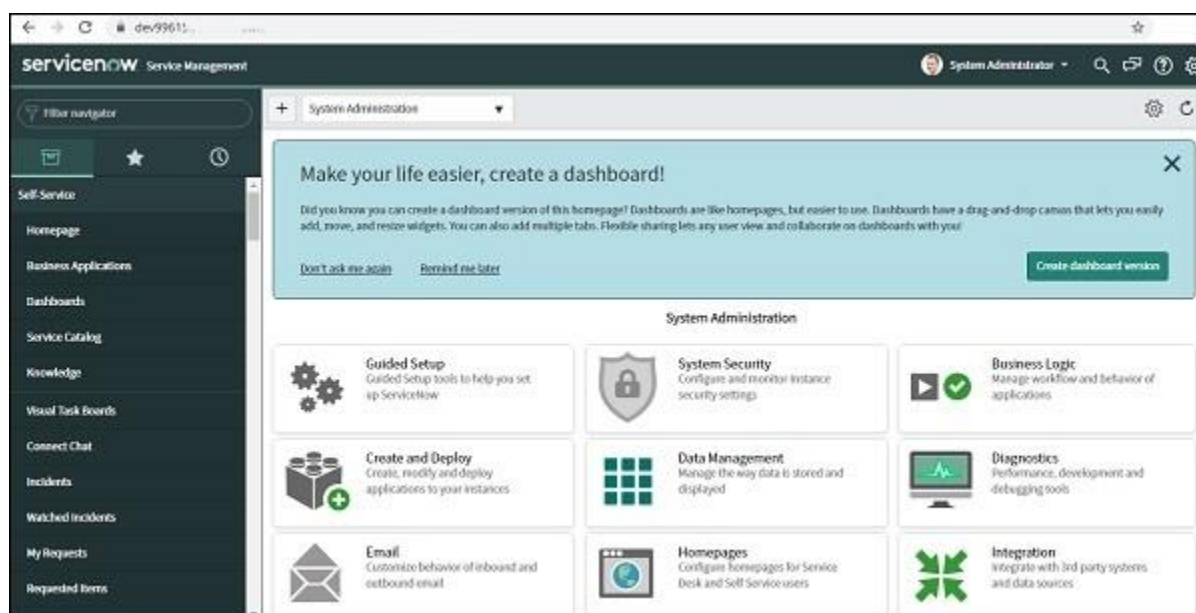 servicenow Service Management
System Administrator
Filter navigator
System Administration
Self-Service
Homepage
Business Applications
Dashboards
Service Catalog
Knowledge
Visual Task Boards
Connect Chat
Incidents
Watched Incidents
My Requests
Requested Items
Make your life easier, create a dashboard!
Did you know you can create a dashboard version of this homepage? Dashboards are like homepages, but easier to use. Dashboards have a drag-and-drop canvas that lets you easily
add, move, and resize widgets. You can also add multiple tabs. Flexible sharing lets any user view and collaborate on dashboards with you!
Don't ask me again Remind me later
Create dashboard version
System Administration
Guided Setup
Guided Setup tools to help you set
up ServiceNow
System Security
Configure and monitor instance
security settings
Business Logic
Manage workflow and behavior of
applications
Create and Deploy
Create, modify and deploy
applications to your instances
Data Management
Manage the way data is stored and
displayed
Diagnostics
Performance, development and
debugging tools
Email
Customize behavior of inbound and
outbound email
Homepages
Configure homepages for Service
Desk and Self Service users
Integration
Integrate with 3rd party systems
and data sources